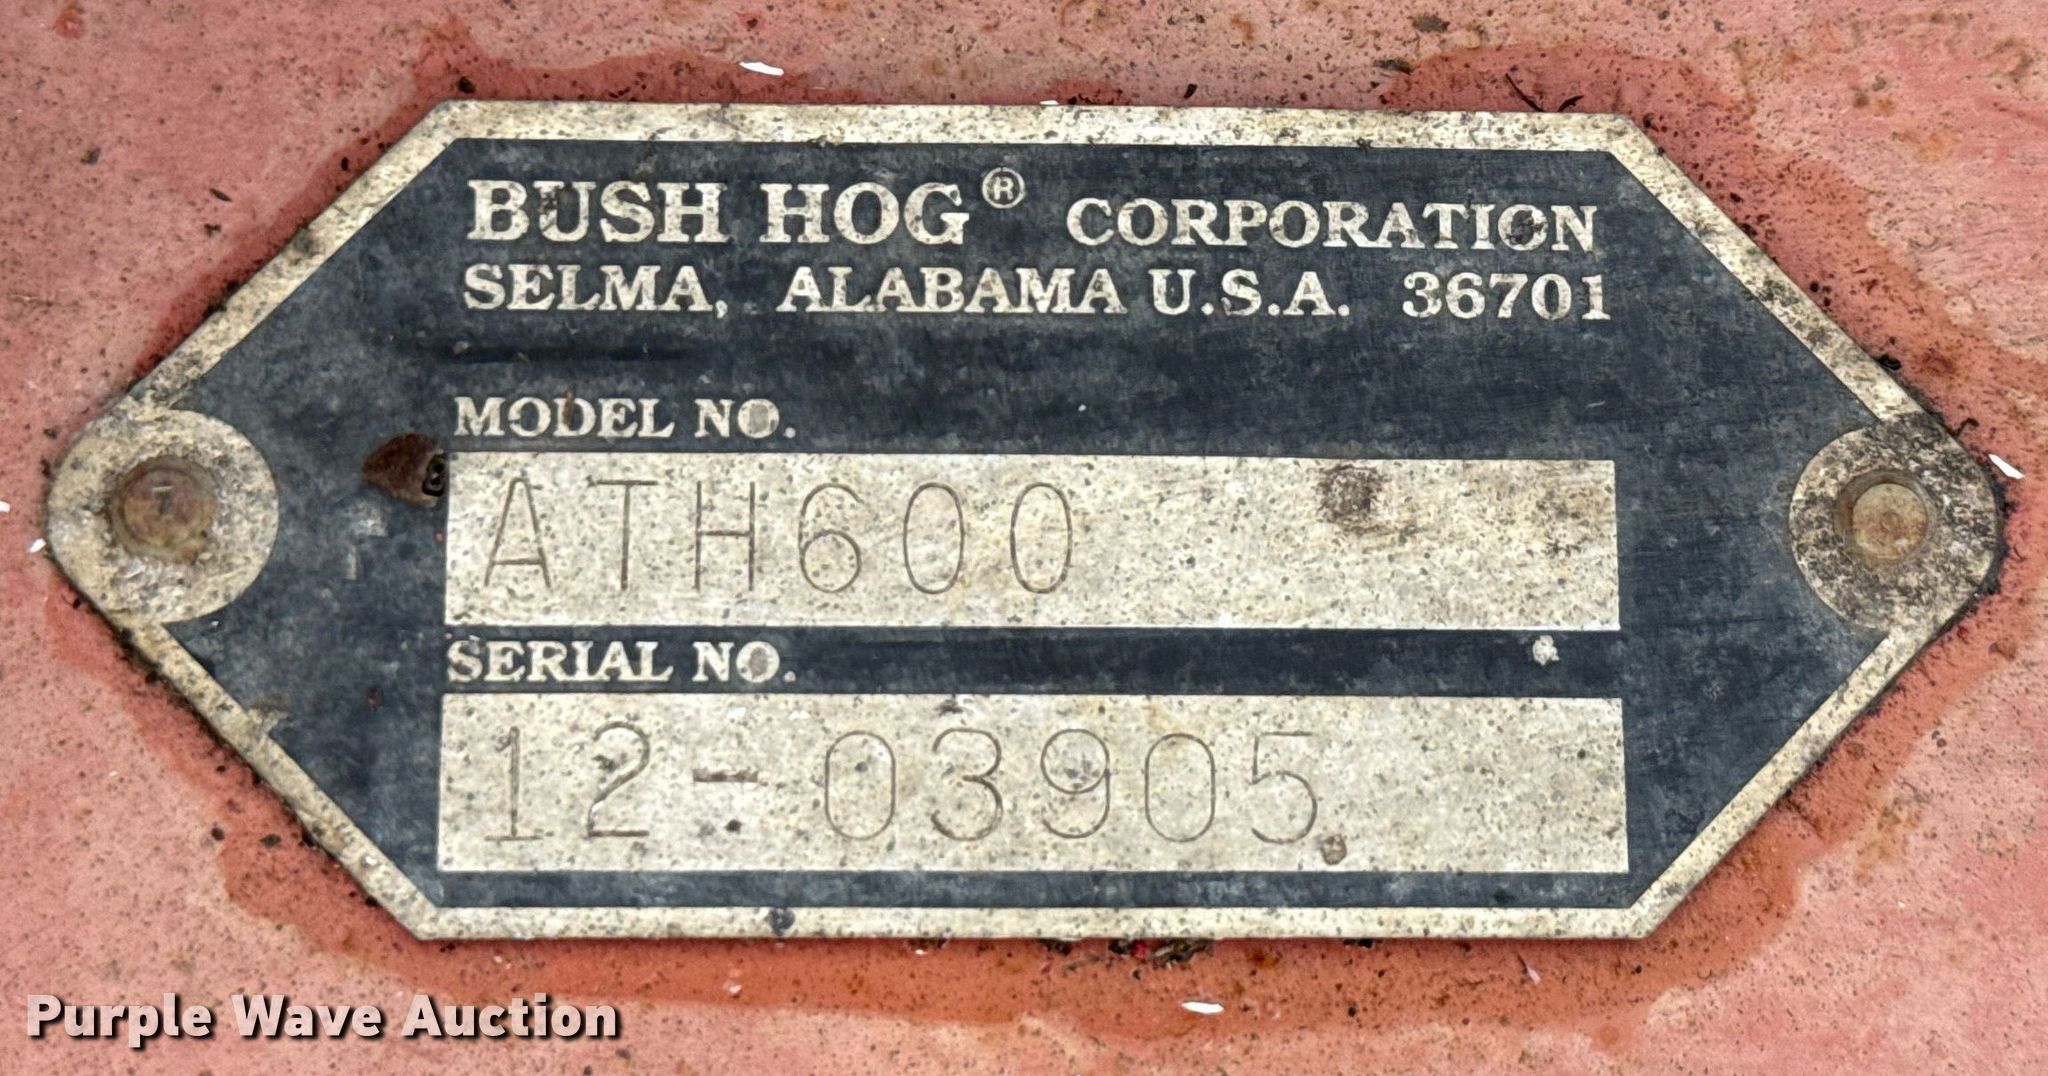 BUSH HOG® CORPORATION
SELMA, ALABAMA U.S.A. 36701
MODEL NO.
ATH600
SERIAL NO.
12-03905
Purple Wave Auction